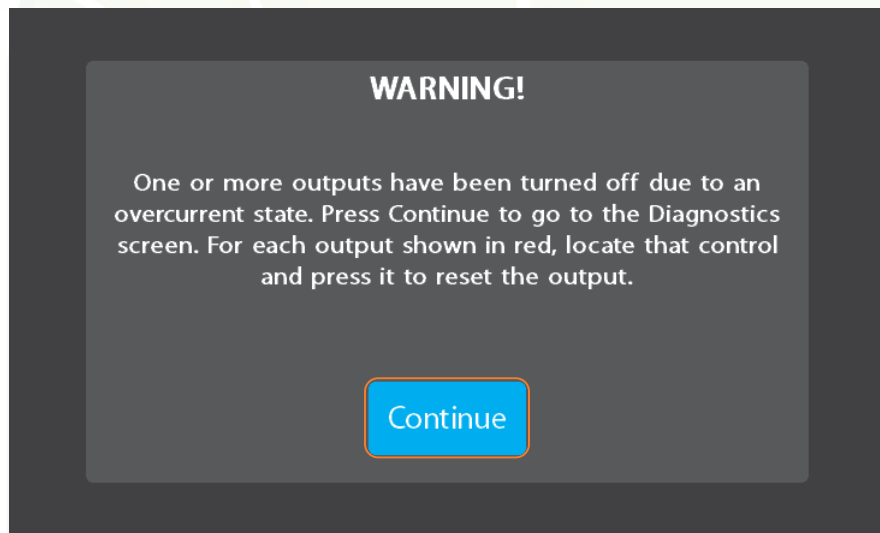 WARNING!
One or more outputs have been turned off due to an
overcurrent state. Press Continue to go to the Diagnostics
screen. For each output shown in red, locate that control
and press it to reset the output.
Continue